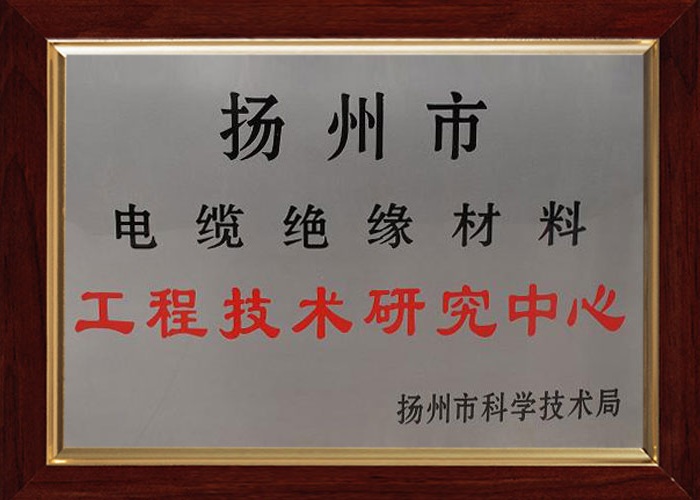 扬州市
电缆绝缘材料
工程技术研究中心
扬州市科学技术局